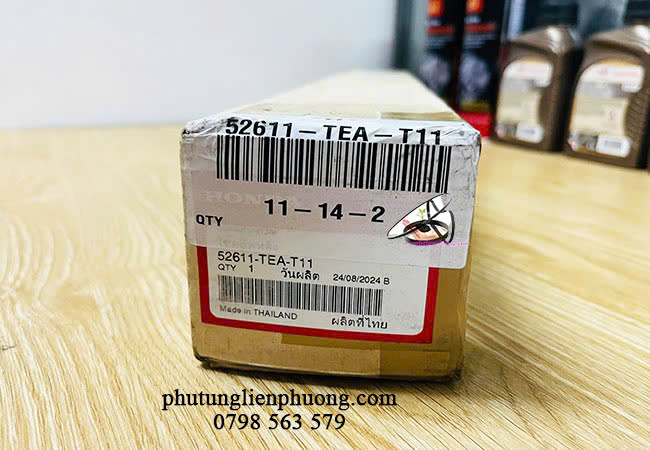 52611-TEA-T11
HONDA
11-14-2
QTY
52611-TEA-T11
QTY 1 วันผลิต 24/08/2024 B
Made in THAILAND ผลิตที่ไทย
phutunglienphuong.com
0798 563 579